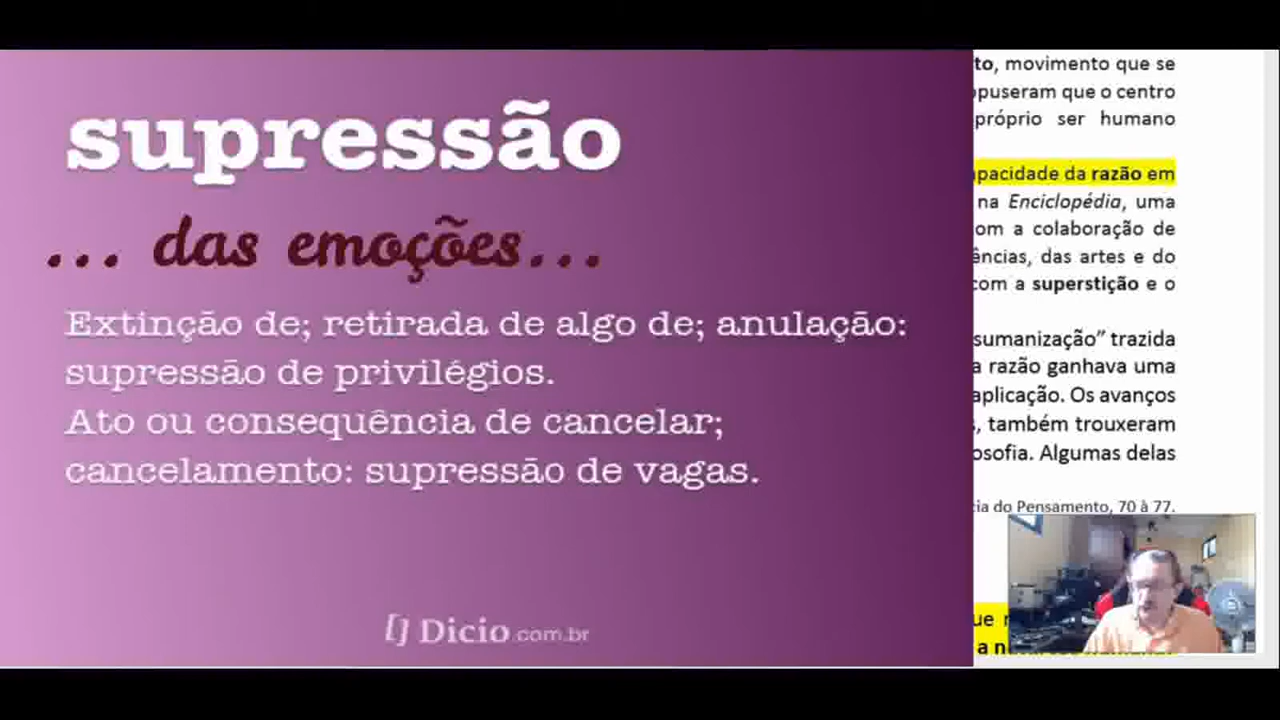 supressão
... das emoções...
Extinção de; retirada de algo de; anulação:
supressão de privilégios.
Ato ou consequência de cancelar;
cancelamento: supressão de vagas.
Dicio.com.br
to, movimento que se
puseram que o centro
próprio ser humano
pacidade da razão em
na Enciclopédia, uma
om a colaboração de
ências, das artes e do
com a superstição e o
sumanização” trazida
a razão ganhava uma
aplicação. Os avanços
s, também trouxeram
osofia. Algumas delas
cia do Pensamento, 70 à 77.
ue
a